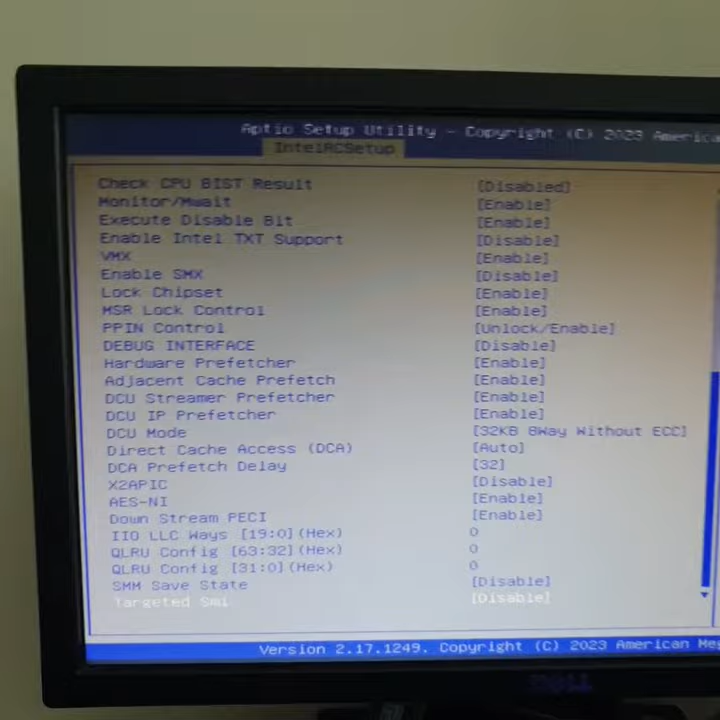 Aptio Setup Utility - Copyright (C) 2023 America
IntelRCSetup
Check CPU BIST Result [Disabled]
Monitor/Mwait [Enable]
Execute Disable Bit [Enable]
Enable Intel TXT Support [Disable]
VMX [Enable]
Enable SMX [Disable]
Lock Chipset [Enable]
MSR Lock Control [Enable]
PPIN Control [Unlock/Enable]
DEBUG INTERFACE [Disable]
Hardware Prefetcher [Enable]
Adjacent Cache Prefetch [Enable]
DCU Streamer Prefetcher [Enable]
DCU IP Prefetcher [Enable]
DCU Mode [32KB 8Way Without ECC]
Direct Cache Access (DCA) [Auto]
DCA Prefetch Delay [32]
X2APIC [Disable]
AES-NI [Enable]
Down Stream PECI [Enable]
IIO LLC Ways [19:0](Hex) 0
QLRU Config [63:32](Hex) 0
QLRU Config [31:0](Hex) 0
SMM Save State [Disable]
Targeted Smi [Disable]
Version 2.17.1249. Copyright (C) 2023 American Me
DELL